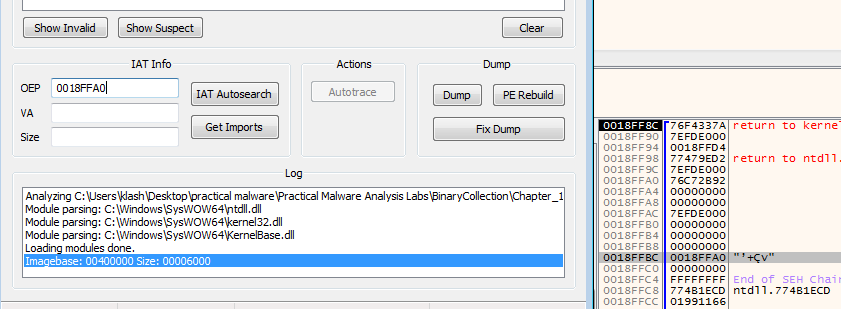 Show Invalid Show Suspect Clear
IAT Info Actions Dump
OEP 0018FFA0 IAT Autosearch Autotrace Dump PE Rebuild
VA
Size Get Imports Fix Dump
Log
Analyzing C:\Users\klash\Desktop\practical malware\Practical Malware Analysis Labs\BinaryCollection\Chapter_1
Module parsing: C:\Windows\SysWOW64\ntdll.dll
Module parsing: C:\Windows\SysWOW64\kernel32.dll
Module parsing: C:\Windows\SysWOW64\KernelBase.dll
Loading modules done.
Imagebase: 00400000 Size: 00006000
0018FF8C 76F4337A return to kerne
0018FF90 7EFDE000
0018FF94 0018FFD4
0018FF98 77479ED2 return to ntdll.
0018FF9C 7EFDE000
0018FFA0 76C72B92
0018FFA4 00000000
0018FFA8 00000000
0018FFAC 7EFDE000
0018FFB0 00000000
0018FFB4 00000000
0018FFB8 00000000
0018FFBC 0018FFA0 "'+Çv"
0018FFC0 00000000
0018FFC4 FFFFFFFF End of SEH Chain
0018FFC8 774B1ECD ntdll.774B1ECD
0018FFCC 01991166